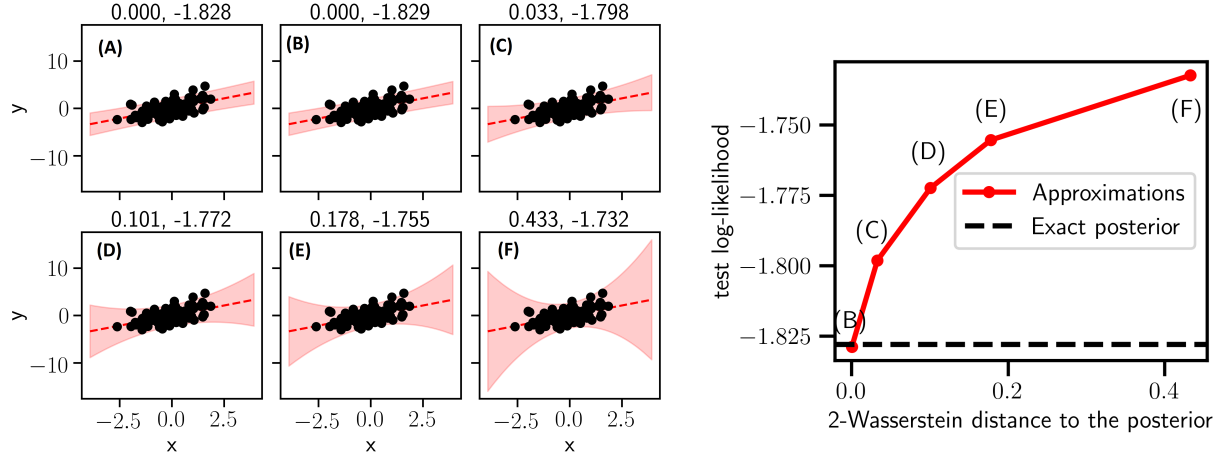 0.000, -1.828
0.000, -1.829
0.033, -1.798
(A)
(B)
(C)
10
0
−10
y
0.101, -1.772
0.178, -1.755
0.433, -1.732
(D)
(E)
(F)
10
0
−10
y
−2.5 0.0 2.5
−2.5 0.0 2.5
−2.5 0.0 2.5
x
x
x
test log-likelihood
−1.750
−1.775
−1.800
−1.825
(B)
(C)
(D)
(E)
(F)
Approximations
Exact posterior
0.0 0.2 0.4
2-Wasserstein distance to the posterior